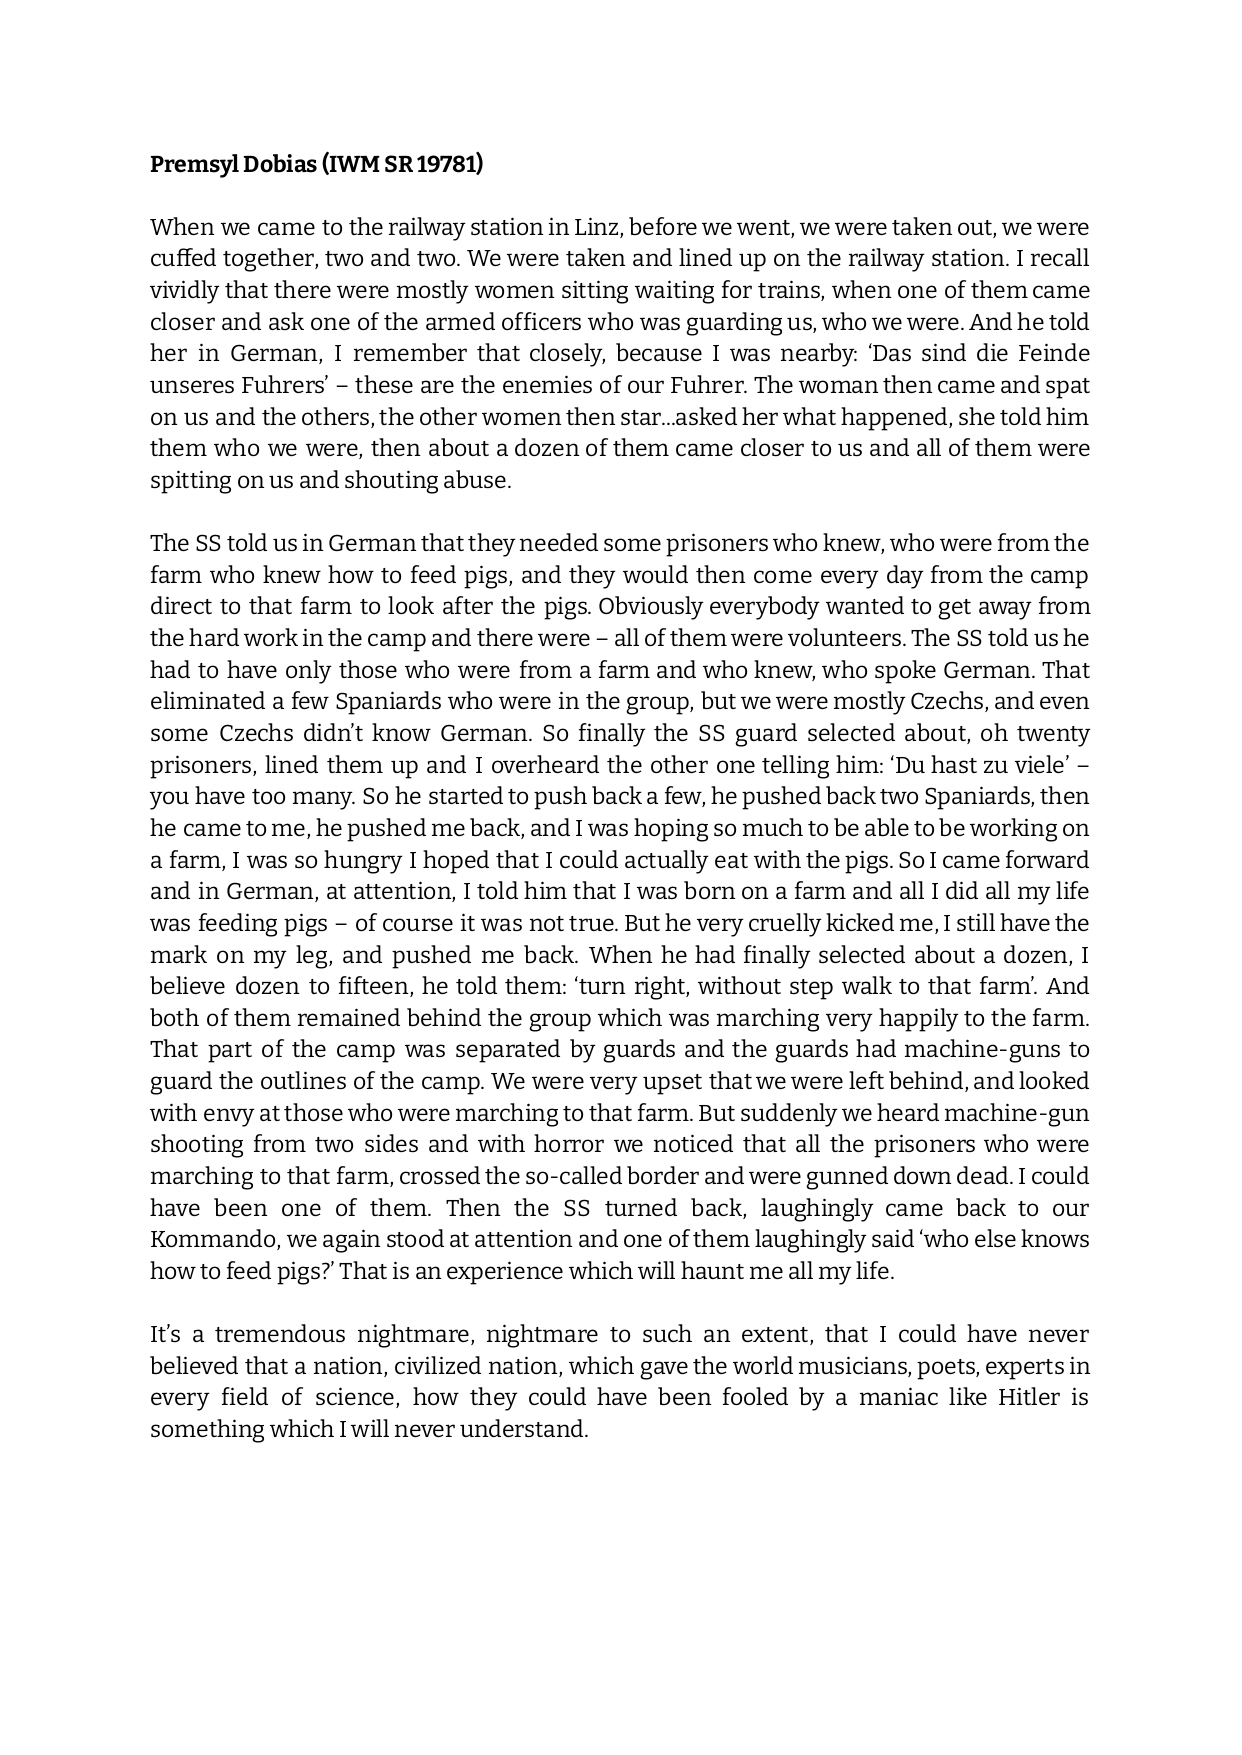 Premsyl Dobias (IWM SR 19781)
When we came to the railway station in Linz, before we went, we were taken out, we were
cuffed together, two and two. We were taken and lined up on the railway station. I recall
vividly that there were mostly women sitting waiting for trains, when one of them came
closer and ask one of the armed officers who was guarding us, who we were. And he told
her in German, I remember that closely, because I was nearby: ‘Das sind die Feinde
unseres Fuhrers’ – these are the enemies of our Fuhrer. The woman then came and spat
on us and the others, the other women then star...asked her what happened, she told him
them who we were, then about a dozen of them came closer to us and all of them were
spitting on us and shouting abuse.
The SS told us in German that they needed some prisoners who knew, who were from the
farm who knew how to feed pigs, and they would then come every day from the camp
direct to that farm to look after the pigs. Obviously everybody wanted to get away from
the hard work in the camp and there were – all of them were volunteers. The SS told us he
had to have only those who were from a farm and who knew, who spoke German. That
eliminated a few Spaniards who were in the group, but we were mostly Czechs, and even
some Czechs didn’t know German. So finally the SS guard selected about, oh twenty
prisoners, lined them up and I overheard the other one telling him: ‘Du hast zu viele’ –
you have too many. So he started to push back a few, he pushed back two Spaniards, then
he came to me, he pushed me back, and I was hoping so much to be able to be working on
a farm, I was so hungry I hoped that I could actually eat with the pigs. So I came forward
and in German, at attention, I told him that I was born on a farm and all I did all my life
was feeding pigs – of course it was not true. But he very cruelly kicked me, I still have the
mark on my leg, and pushed me back. When he had finally selected about a dozen, I
believe dozen to fifteen, he told them: ‘turn right, without step walk to that farm’. And
both of them remained behind the group which was marching very happily to the farm.
That part of the camp was separated by guards and the guards had machine-guns to
guard the outlines of the camp. We were very upset that we were left behind, and looked
with envy at those who were marching to that farm. But suddenly we heard machine-gun
shooting from two sides and with horror we noticed that all the prisoners who were
marching to that farm, crossed the so-called border and were gunned down dead. I could
have been one of them. Then the SS turned back, laughingly came back to our
Kommando, we again stood at attention and one of them laughingly said ‘who else knows
how to feed pigs?’ That is an experience which will haunt me all my life.
It’s a tremendous nightmare, nightmare to such an extent, that I could have never
believed that a nation, civilized nation, which gave the world musicians, poets, experts in
every field of science, how they could have been fooled by a maniac like Hitler is
something which I will never understand.